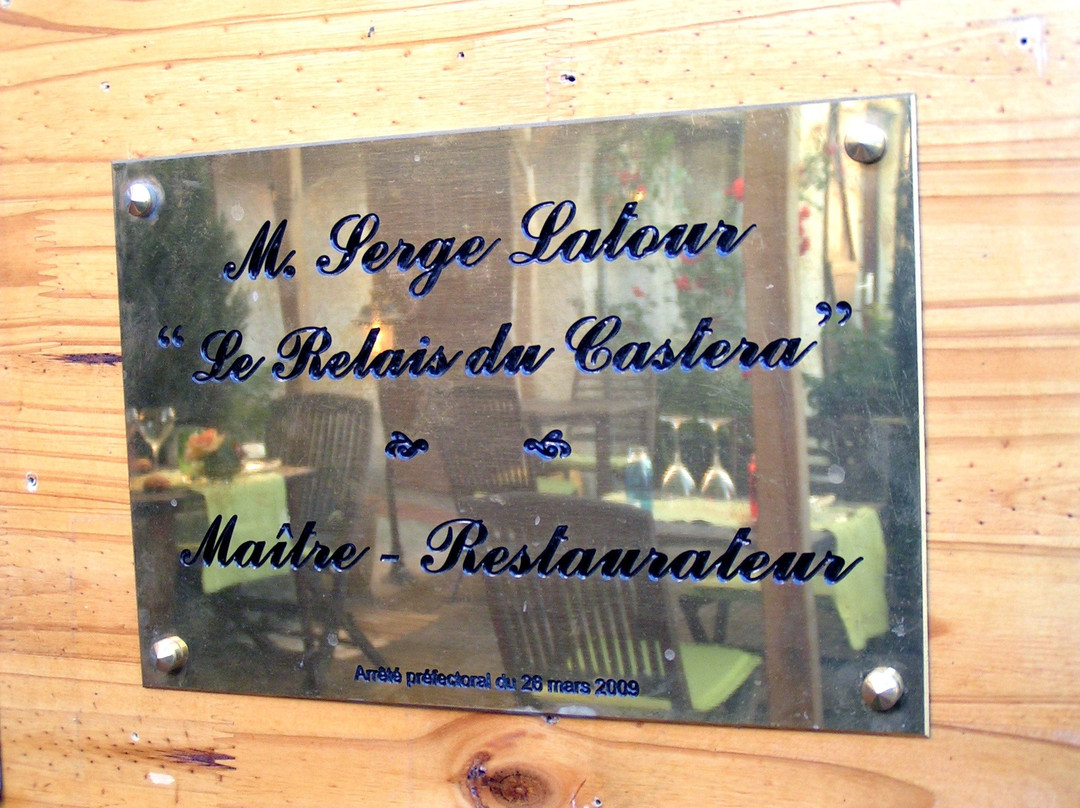 M. Serge Latour
“Le Relais du Castera”
Maître - Restaurateur
Arrêté préfectoral du 26 mars 2009